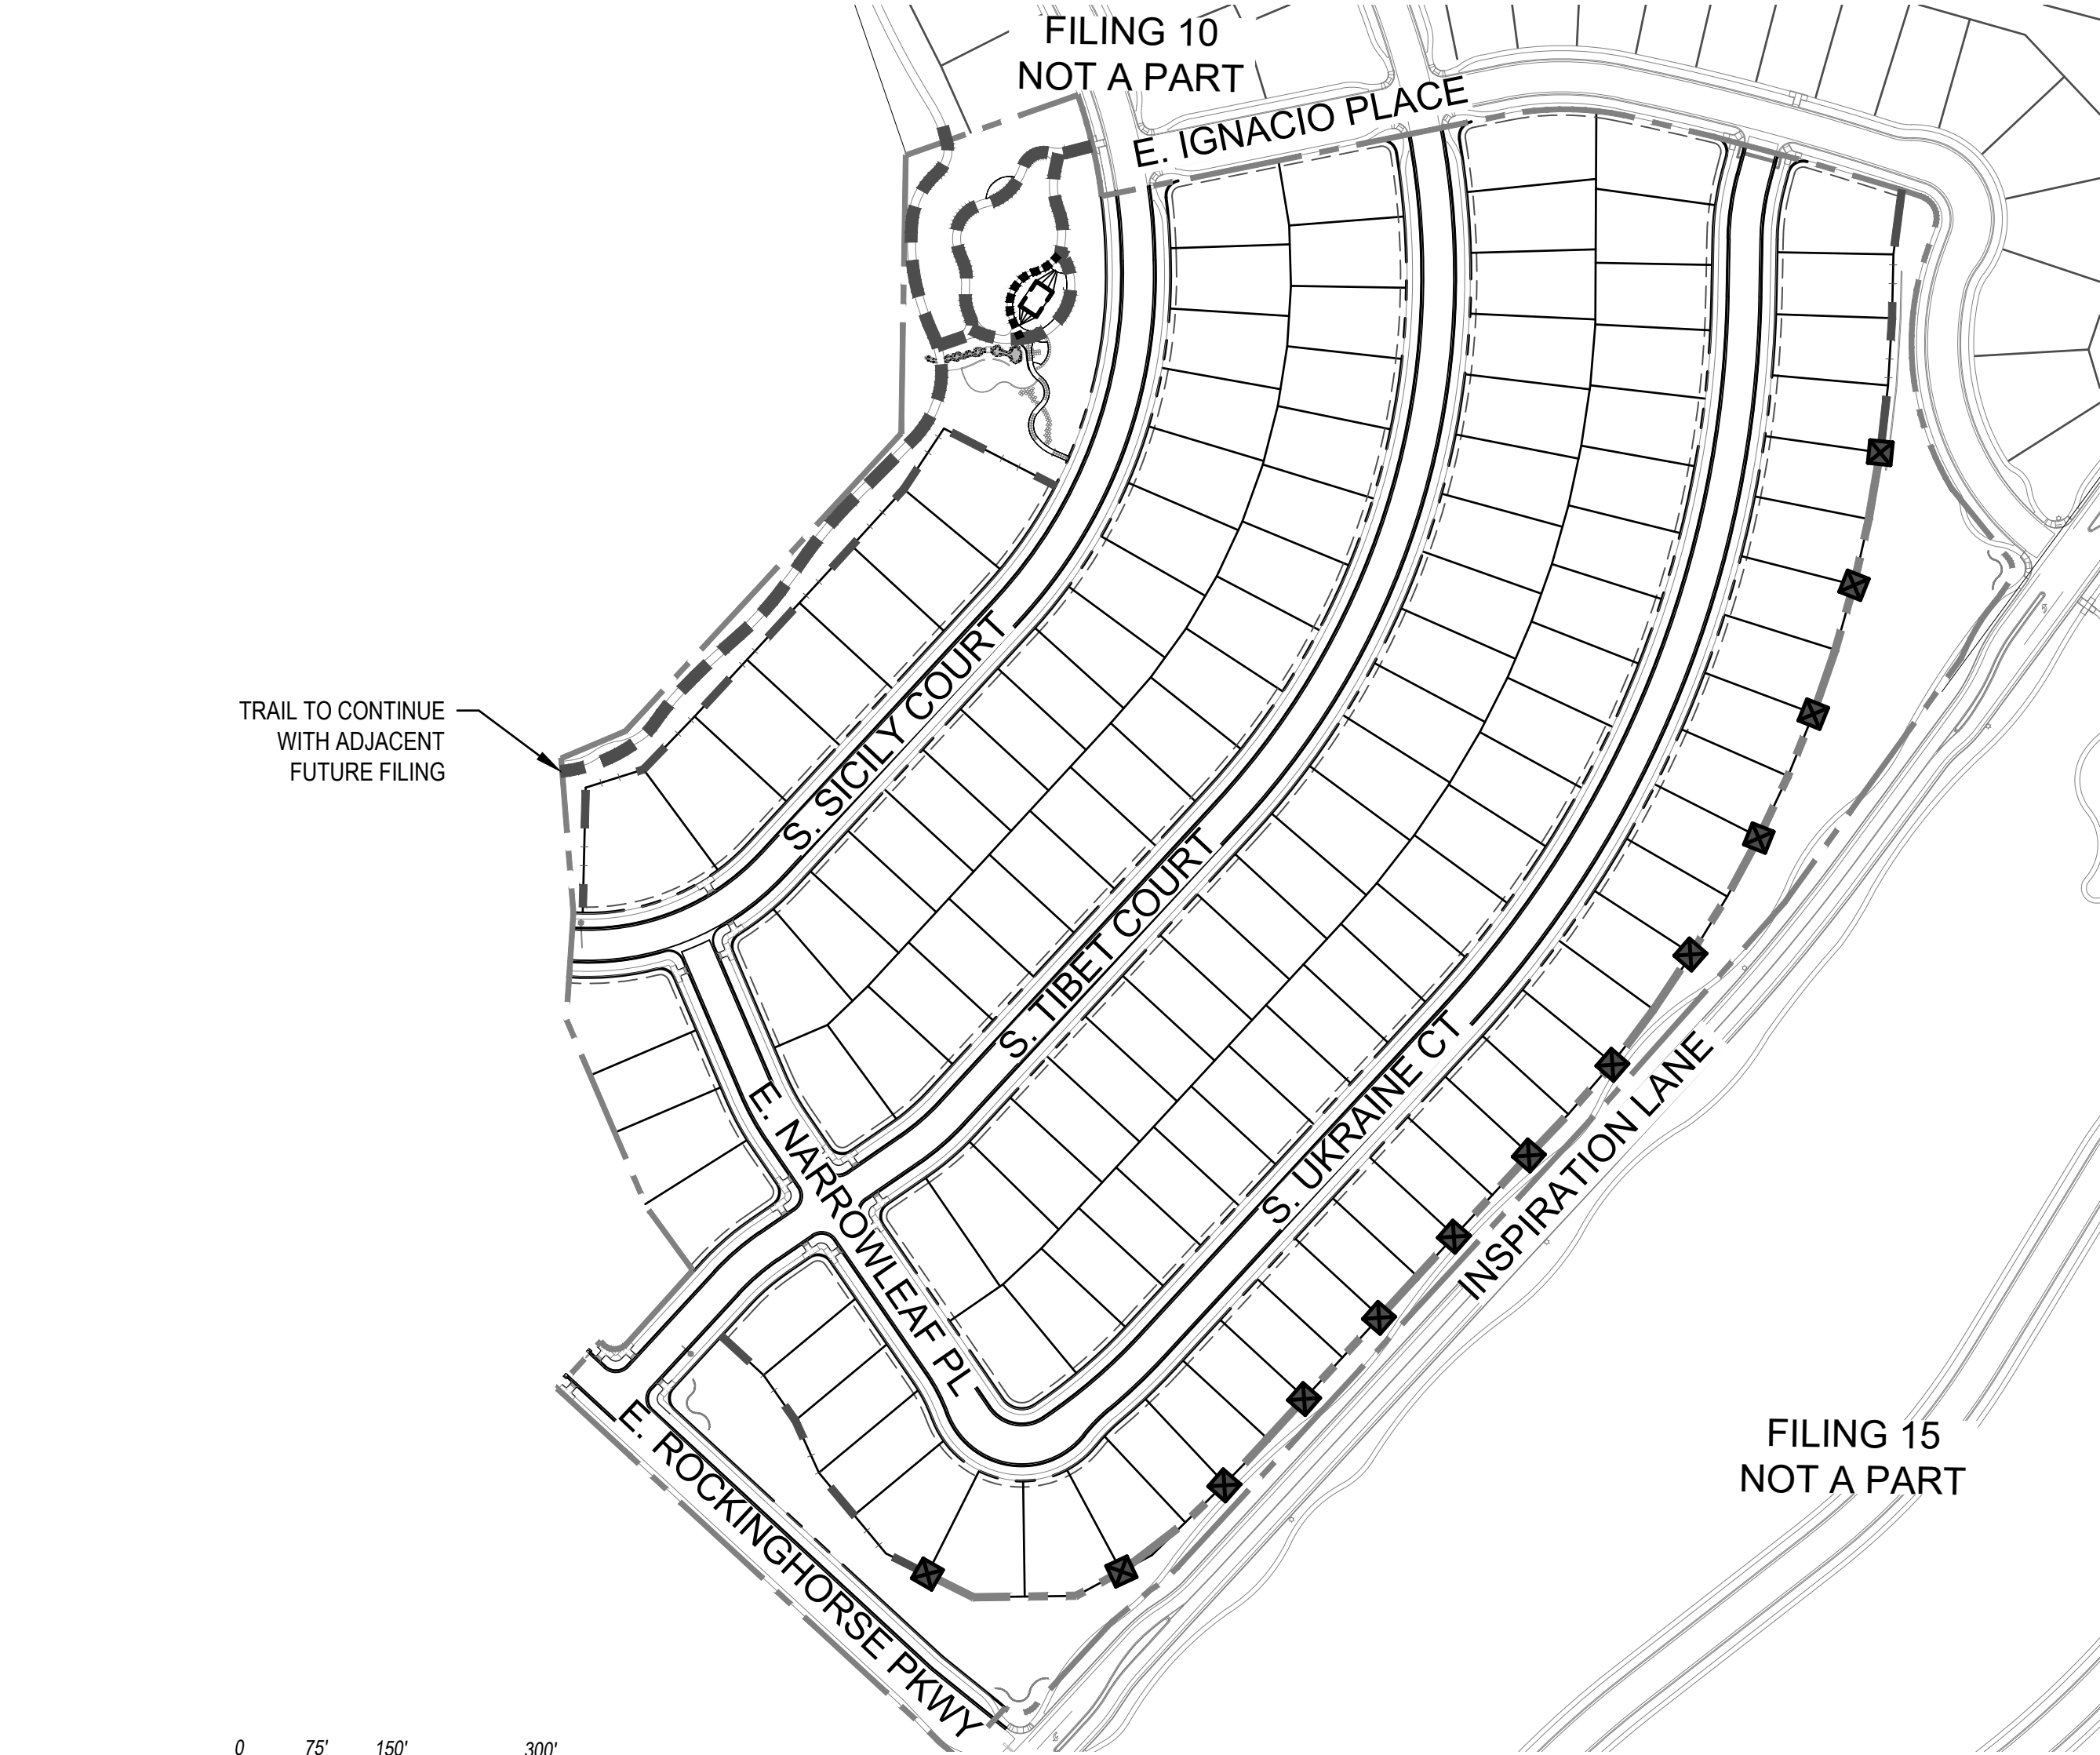 FILING 10
NOT A PART
E. IGNACIO PLACE
TRAIL TO CONTINUE
WITH ADJACENT
FUTURE FILING
S. SICILY COURT
S. TIBET COURT
S. UKRAINE CT
E. NARROWLEAF PL
INSPIRATION LANE
E. ROCKINGHORSE PKWY
FILING 15
NOT A PART
0 75' 150' 300'